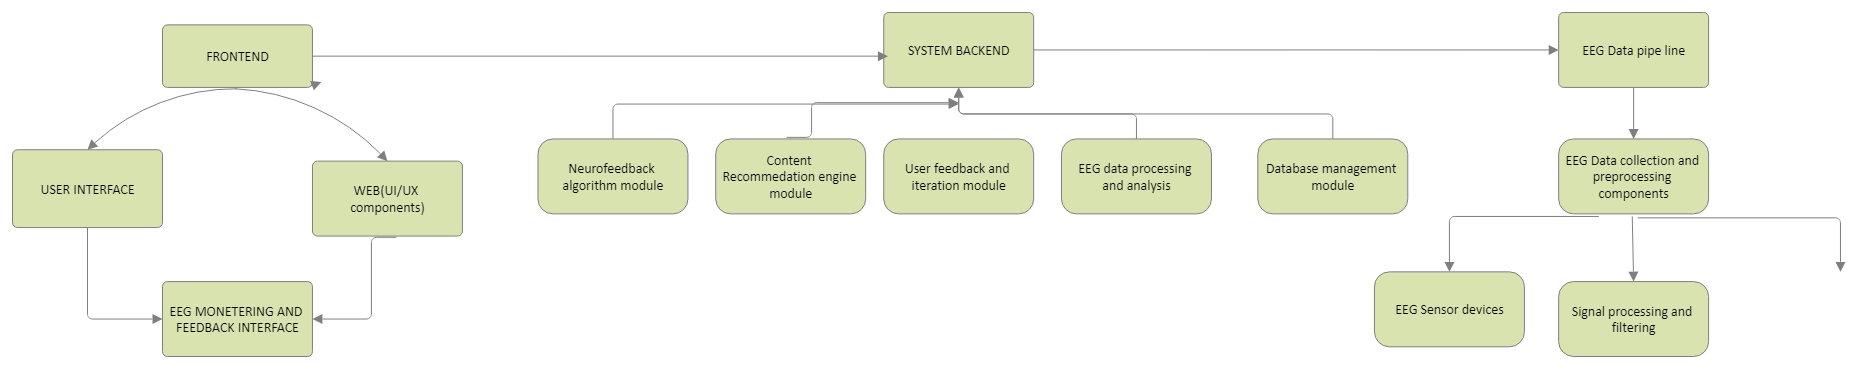 FRONTEND
SYSTEM BACKEND
EEG Data pipe line
USER INTERFACE
WEB(UI/UX
components)
EEG MONETERING AND
FEEDBACK INTERFACE
Neurofeedback
algorithm module
Content
Recommedation engine
module
User feedback and
iteration module
EEG data processing
and analysis
Database management
module
EEG Data collection and
preprocessing
components
EEG Sensor devices
Signal processing and
filtering